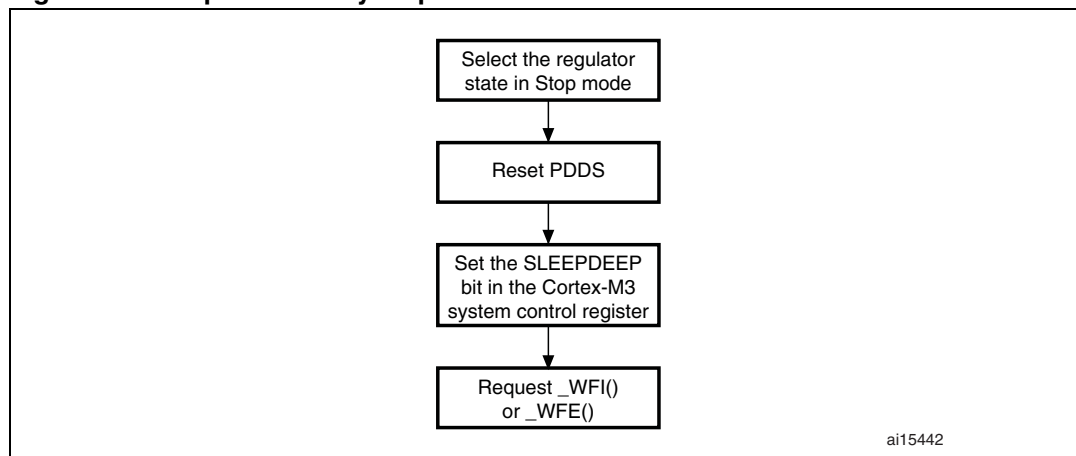 Select the regulator
state in Stop mode
Reset PDDS
Set the SLEEPDEEP
bit in the Cortex-M3
system control register
Request _WFI()
or _WFE()
ai15442